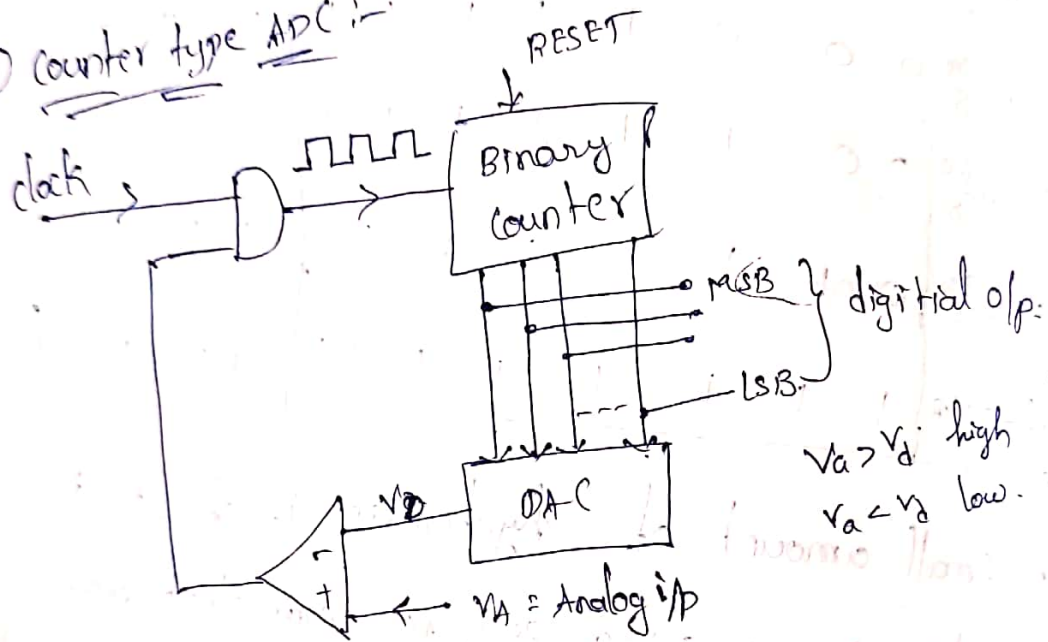 Counter type ADC :-
RESET
clock
Binary
counter
MSB
digitial o/p.
LSB
Va > Vd high
Va < Vd low.
DAC
VD
-
+
VA = Analog i/p